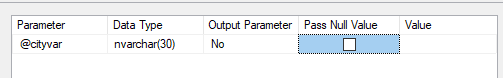 Parameter Data Type Output Parameter Pass Null Value Value
@cityvar nvarchar(30) No